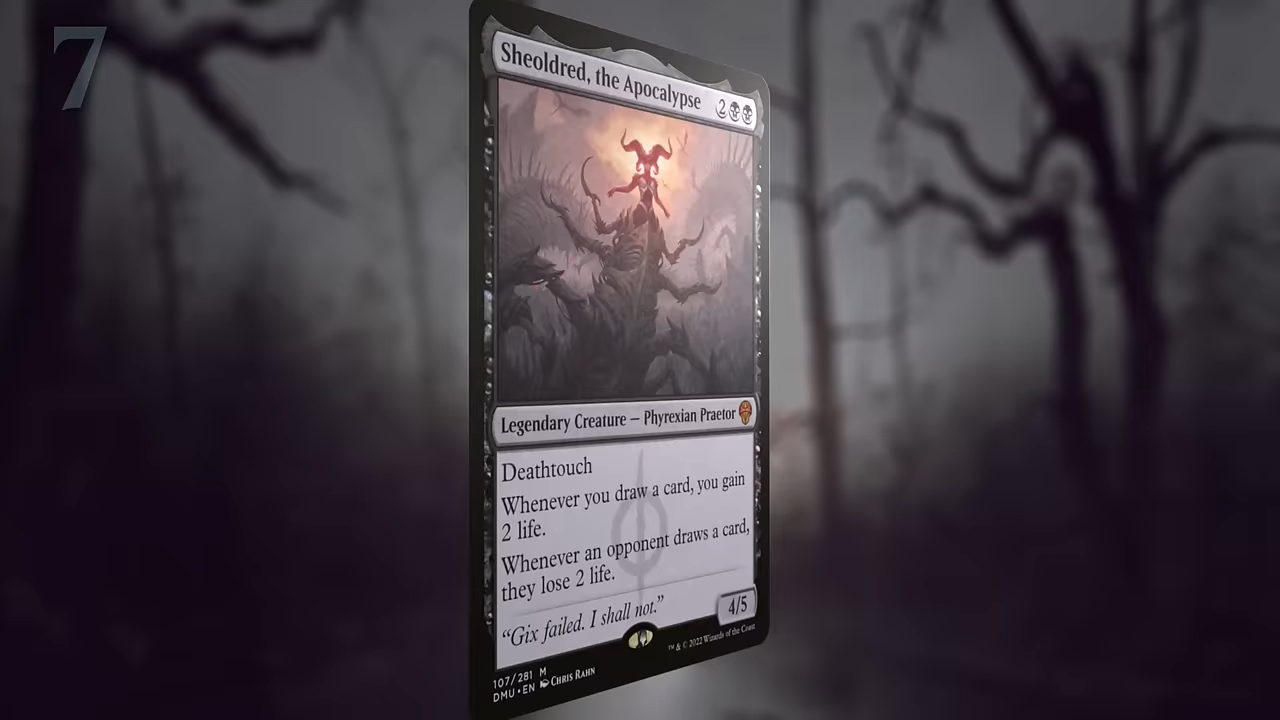 7
Sheoldred, the Apocalypse 2
Legendary Creature — Phyrexian Praetor
Deathtouch
Whenever you draw a card, you gain
2 life.
Whenever an opponent draws a card,
they lose 2 life.
"Gix failed. I shall not."
4/5
107/281 M
DMU • EN Chris Rahn
™ & © 2022 Wizards of the Coast